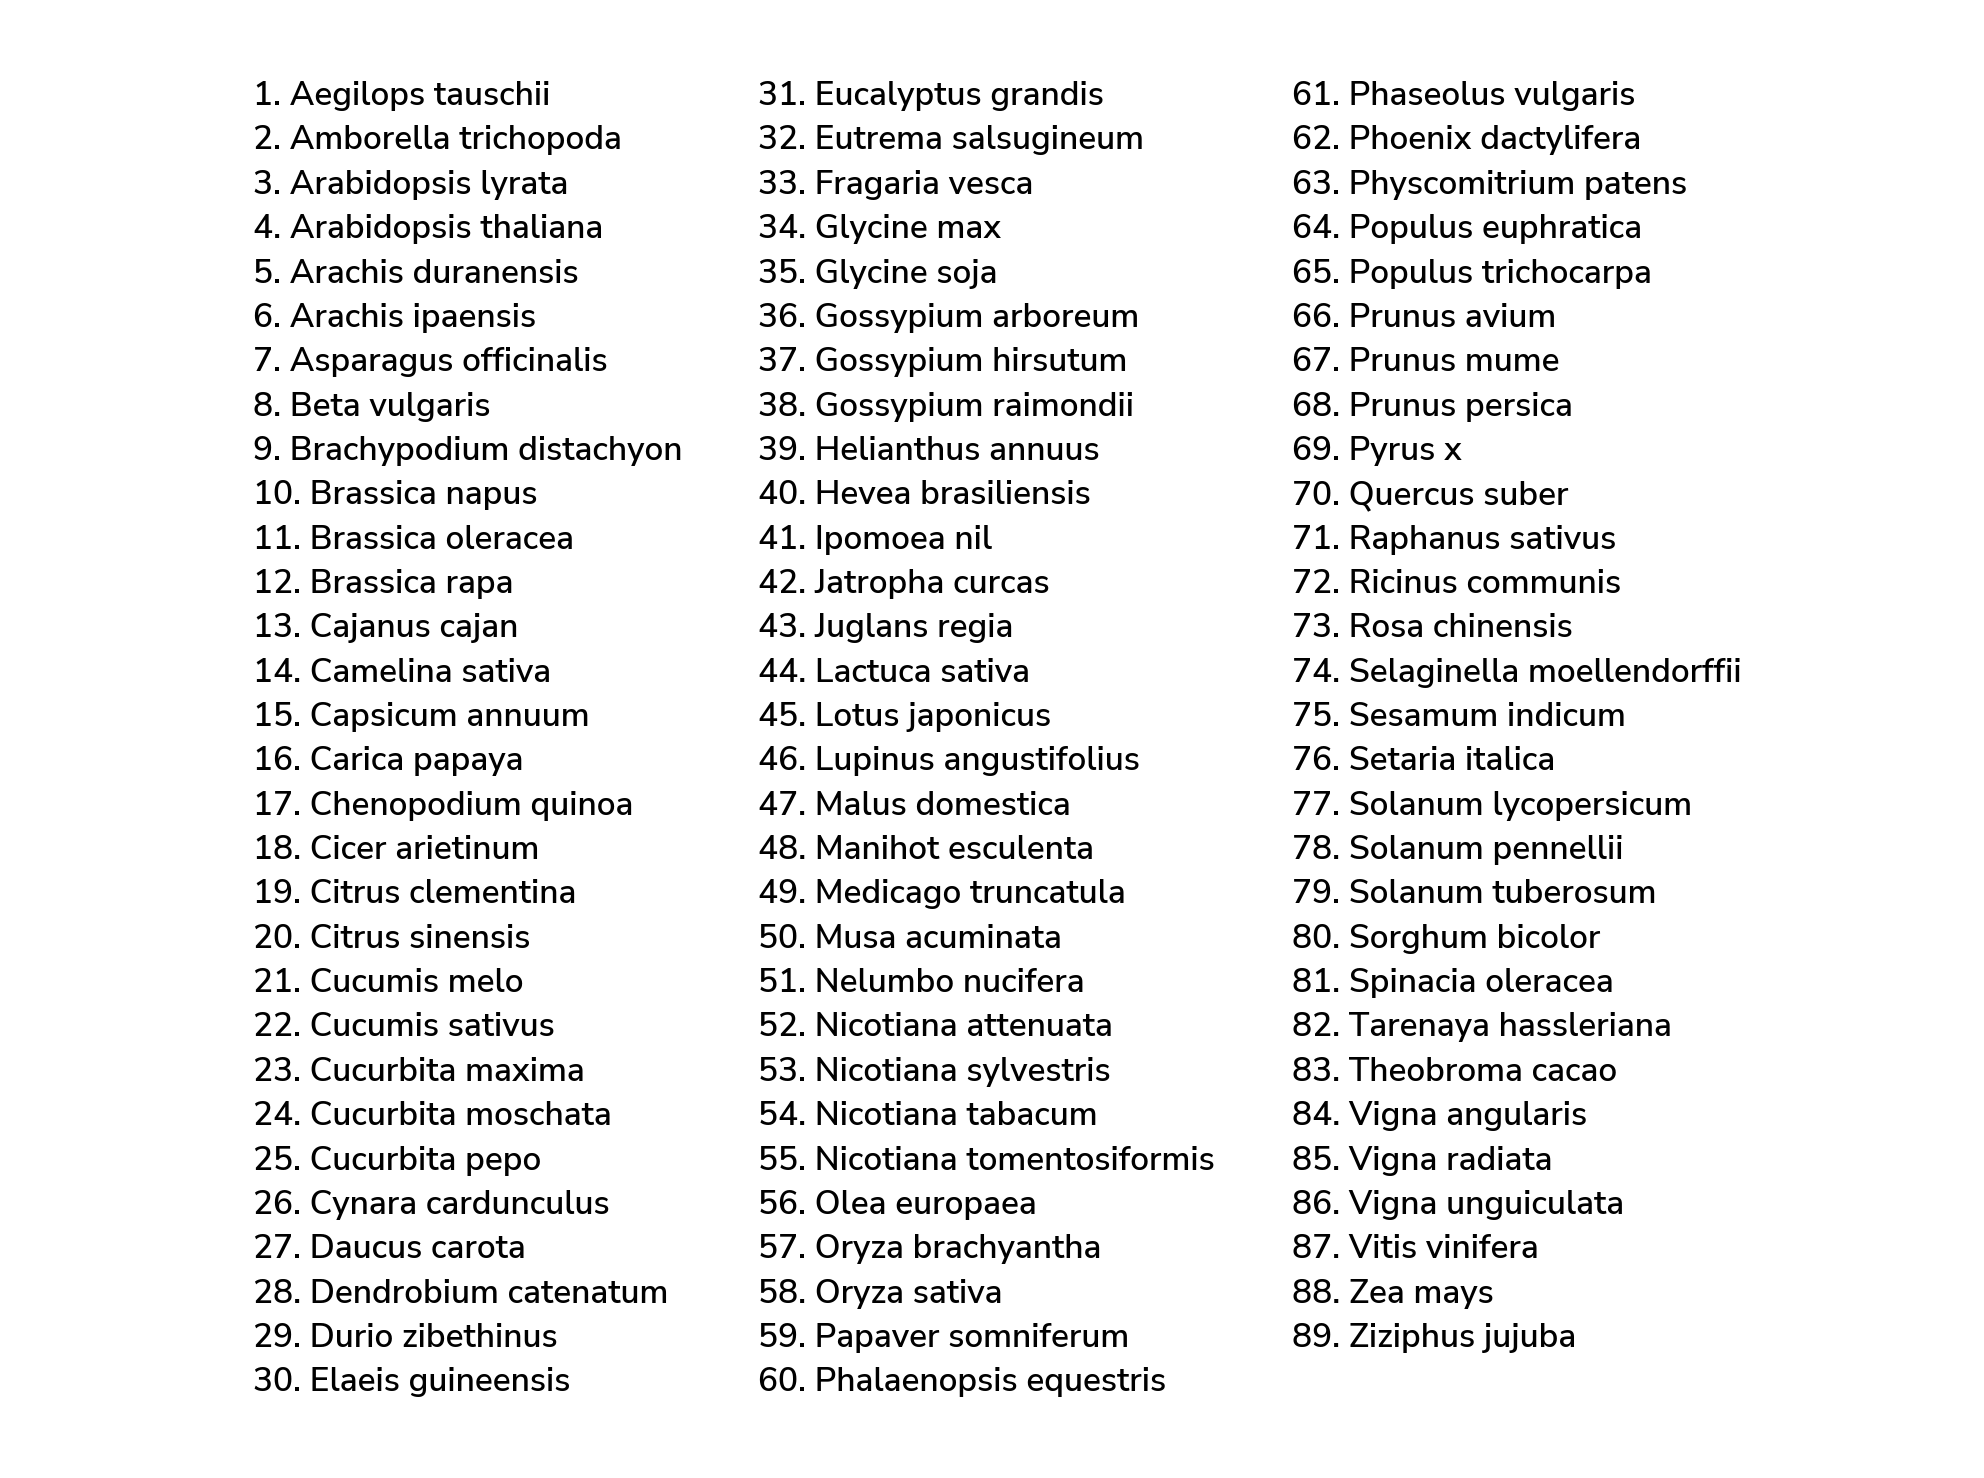 1. Aegilops tauschii
2. Amborella trichopoda
3. Arabidopsis lyrata
4. Arabidopsis thaliana
5. Arachis duranensis
6. Arachis ipaensis
7. Asparagus officinalis
8. Beta vulgaris
9. Brachypodium distachyon
10. Brassica napus
11. Brassica oleracea
12. Brassica rapa
13. Cajanus cajan
14. Camelina sativa
15. Capsicum annuum
16. Carica papaya
17. Chenopodium quinoa
18. Cicer arietinum
19. Citrus clementina
20. Citrus sinensis
21. Cucumis melo
22. Cucumis sativus
23. Cucurbita maxima
24. Cucurbita moschata
25. Cucurbita pepo
26. Cynara cardunculus
27. Daucus carota
28. Dendrobium catenatum
29. Durio zibethinus
30. Elaeis guineensis
31. Eucalyptus grandis
32. Eutrema salsugineum
33. Fragaria vesca
34. Glycine max
35. Glycine soja
36. Gossypium arboreum
37. Gossypium hirsutum
38. Gossypium raimondii
39. Helianthus annuus
40. Hevea brasiliensis
41. Ipomoea nil
42. Jatropha curcas
43. Juglans regia
44. Lactuca sativa
45. Lotus japonicus
46. Lupinus angustifolius
47. Malus domestica
48. Manihot esculenta
49. Medicago truncatula
50. Musa acuminata
51. Nelumbo nucifera
52. Nicotiana attenuata
53. Nicotiana sylvestris
54. Nicotiana tabacum
55. Nicotiana tomentosiformis
56. Olea europaea
57. Oryza brachyantha
58. Oryza sativa
59. Papaver somniferum
60. Phalaenopsis equestris
61. Phaseolus vulgaris
62. Phoenix dactylifera
63. Physcomitrium patens
64. Populus euphratica
65. Populus trichocarpa
66. Prunus avium
67. Prunus mume
68. Prunus persica
69. Pyrus x
70. Quercus suber
71. Raphanus sativus
72. Ricinus communis
73. Rosa chinensis
74. Selaginella moellendorffii
75. Sesamum indicum
76. Setaria italica
77. Solanum lycopersicum
78. Solanum pennellii
79. Solanum tuberosum
80. Sorghum bicolor
81. Spinacia oleracea
82. Tarenaya hassleriana
83. Theobroma cacao
84. Vigna angularis
85. Vigna radiata
86. Vigna unguiculata
87. Vitis vinifera
88. Zea mays
89. Ziziphus jujuba